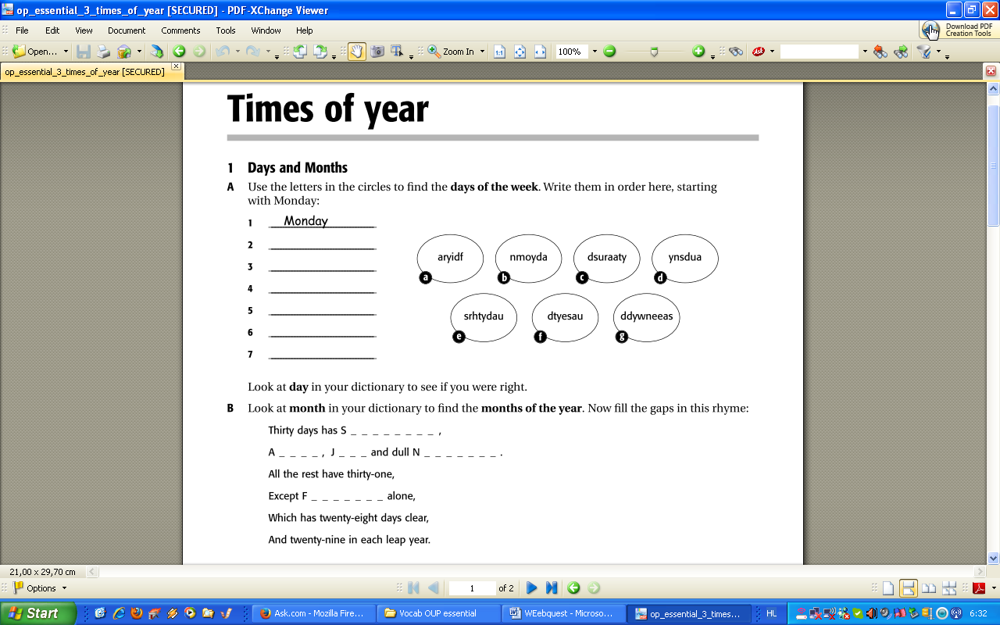 op_essential_3_times_of_year [SECURED] - PDF-XChange Viewer
File Edit View Document Comments Tools Window Help
Download PDF
Creation Tools
Open... Zoom In 100% ask
op_essential_3_times_of_year [SECURED]
Times of year
1 Days and Months
A Use the letters in the circles to find the days of the week. Write them in order here, starting
with Monday:
1 Monday
2
3
4
5
6
7
aryidf nmoyda dsuraaty ynsdua
a b c d
srhtydau dtyesau ddywneeas
e f g
Look at day in your dictionary to see if you were right.
B Look at month in your dictionary to find the months of the year. Now fill the gaps in this rhyme:
Thirty days has S _ _ _ _ _ _ _ _ ,
A _ _ _ _ , J _ _ _ and dull N _ _ _ _ _ _ _ .
All the rest have thirty-one,
Except F _ _ _ _ _ _ _ alone,
Which has twenty-eight days clear,
And twenty-nine in each leap year.
21,00 x 29,70 cm
Options 1 of 2
Start Ask.com - Mozilla Fire... Vocab OUP essential WEebquest - Microso... op_essential_3_times... HL 6:32